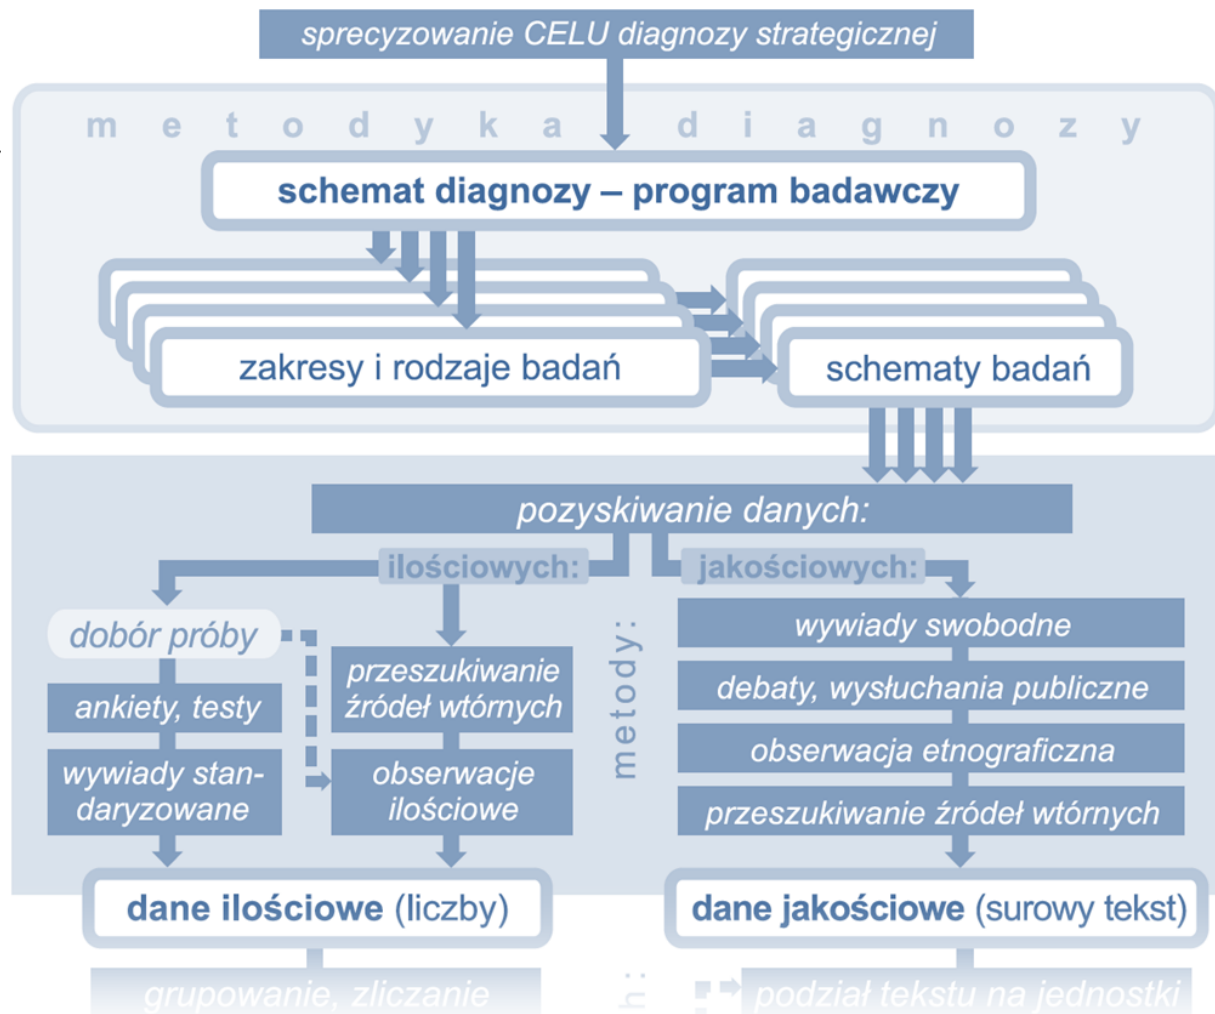 sprecyzowanie CELU diagnozy strategicznej
metodyka diagnozy
schemat diagnozy – program badawczy
zakresy i rodzaje badań
schematy badań
pozyskiwanie danych:
ilościowych:
jakościowych:
dobór próby
ankiety, testy
wywiady stan-
daryzowane
przeszukiwanie
źródeł wtórnych
obserwacje
ilościowe
metody:
wywiady swobodne
debaty, wysłuchania publiczne
obserwacja etnograficzna
przeszukiwanie źródeł wtórnych
dane ilościowe (liczby)
dane jakościowe (surowy tekst)
grupowanie, zliczanie
h:
podział tekstu na jednostki